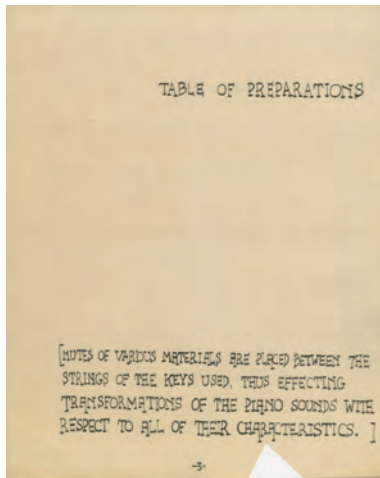 TABLE OF PREPARATIONS
[MUTES OF VARIOUS MATERIALS ARE PLACED BETWEEN THE
STRINGS OF THE KEYS USED, THUS EFFECTING
TRANSFORMATIONS OF THE PIANO SOUNDS WITH
RESPECT TO ALL OF THEIR CHARACTERISTICS. ]
-3-